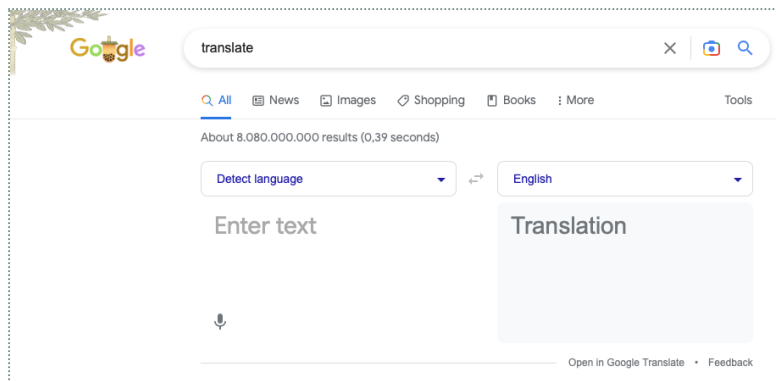 Google translate
All News Images Shopping Books More Tools
About 8.080.000.000 results (0,39 seconds)
Detect language English
Enter text Translation
Open in Google Translate • Feedback